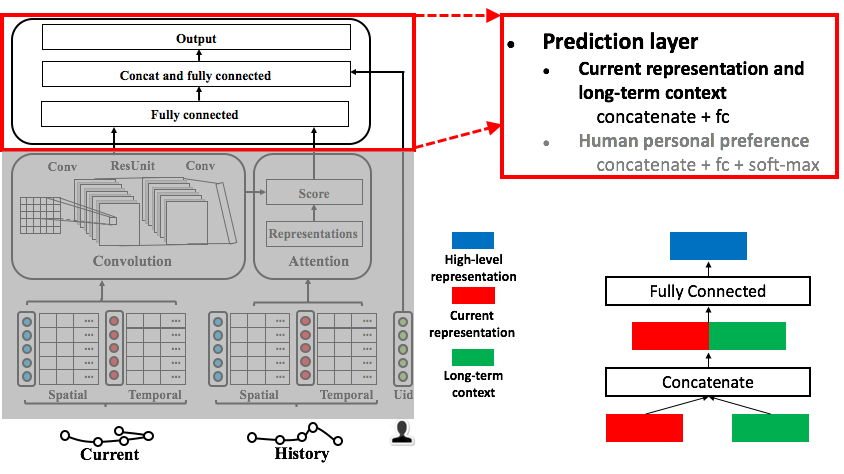 Output
Concat and fully connected
Fully connected
Conv
ResUnit
Conv
Score
Representations
Convolution
Attention
...
...
...
...
...
...
...
...
Spatial
Temporal
Spatial
Temporal
Uid
Current
History
• Prediction layer
• Current representation and
long-term context
concatenate + fc
• Human personal preference
concatenate + fc + soft-max
High-level
representation
Current
representation
Long-term
context
Fully Connected
Concatenate